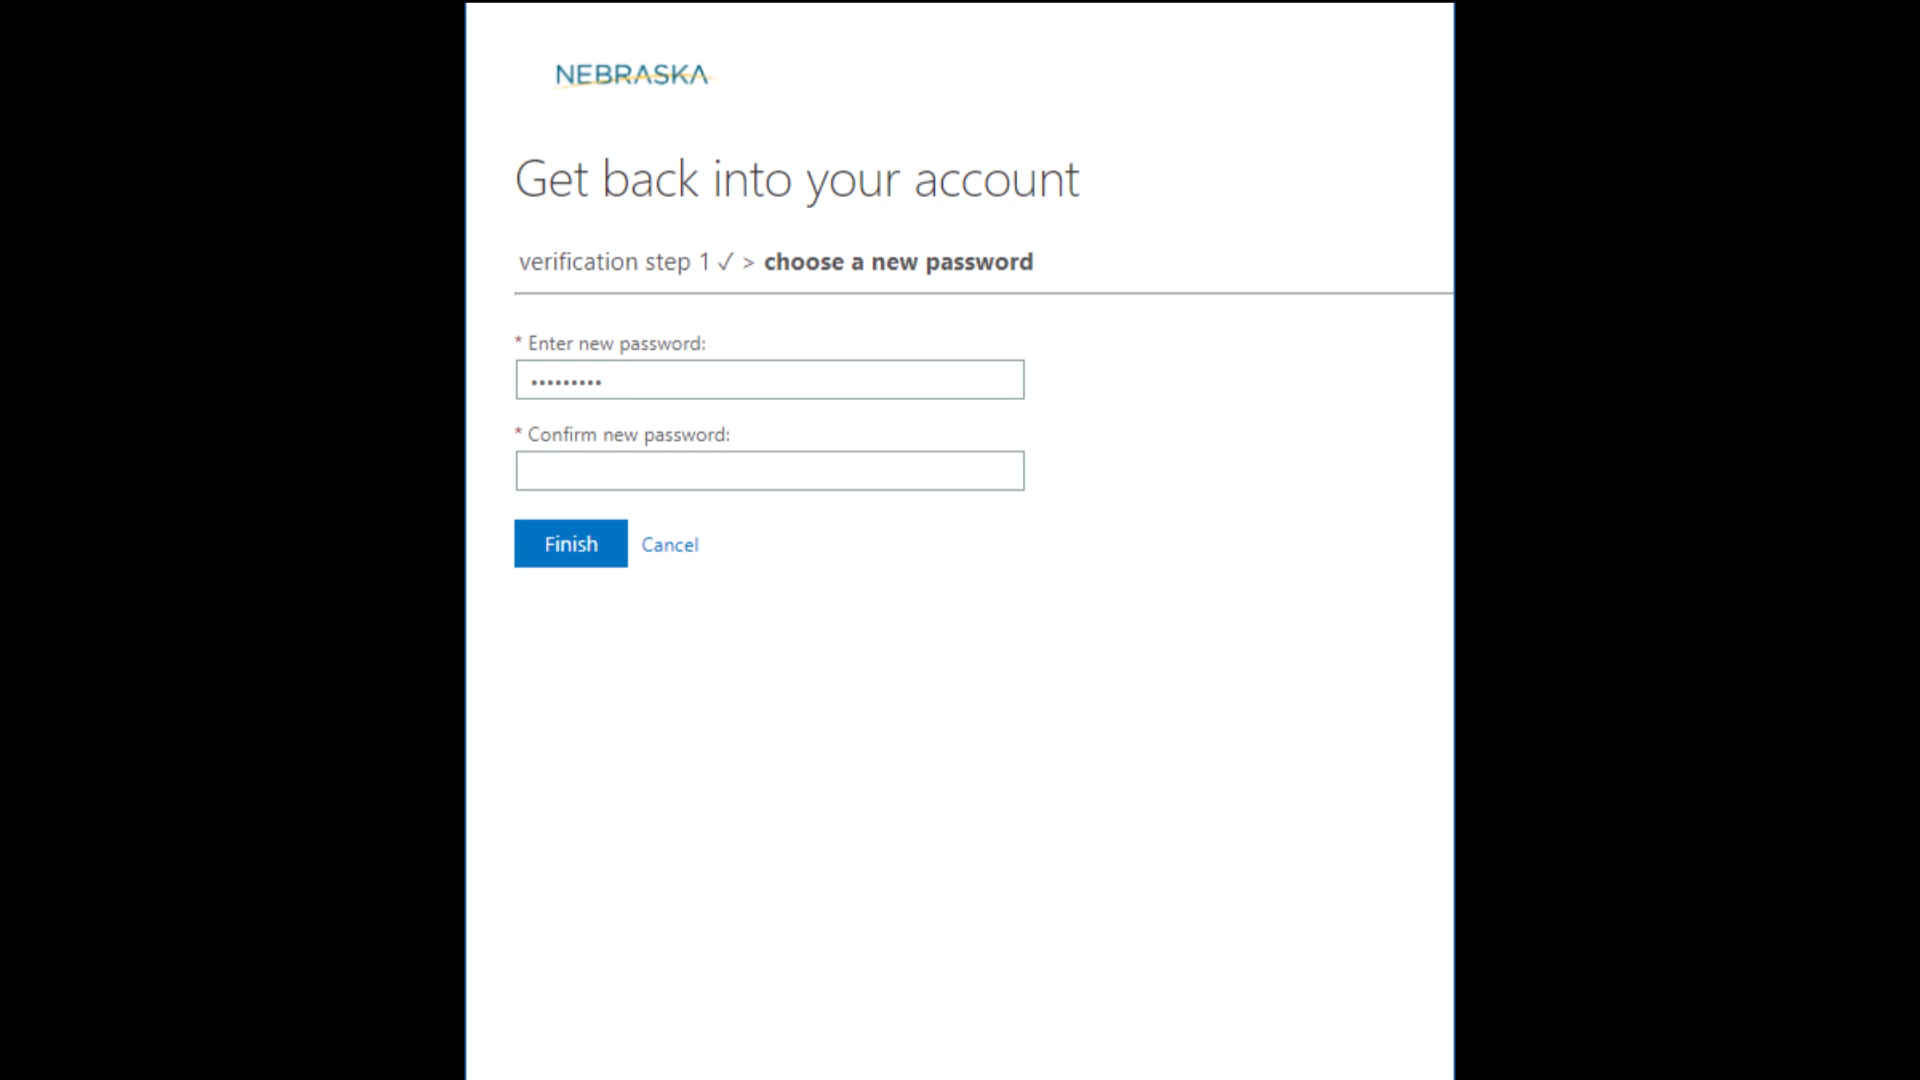 NEBRASKA
Get back into your account
verification step 1 ✓ > choose a new password
* Enter new password:
•••••••••
* Confirm new password:
Finish Cancel